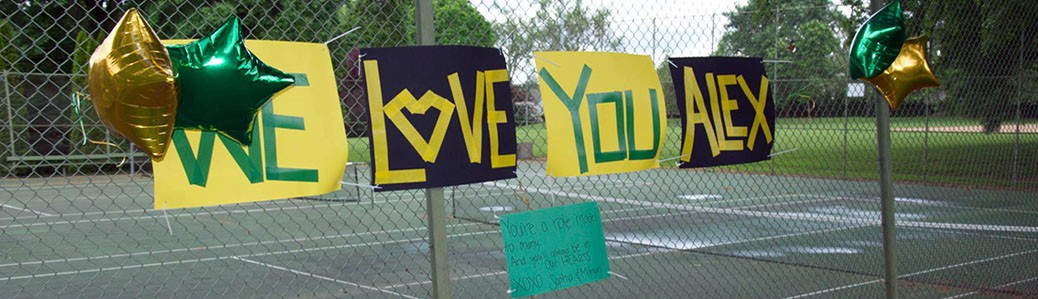 WE LOVE YOU ALEX
You're a role model
to many.
And you'll always be in
our HEARTS
XOXO Sophia &